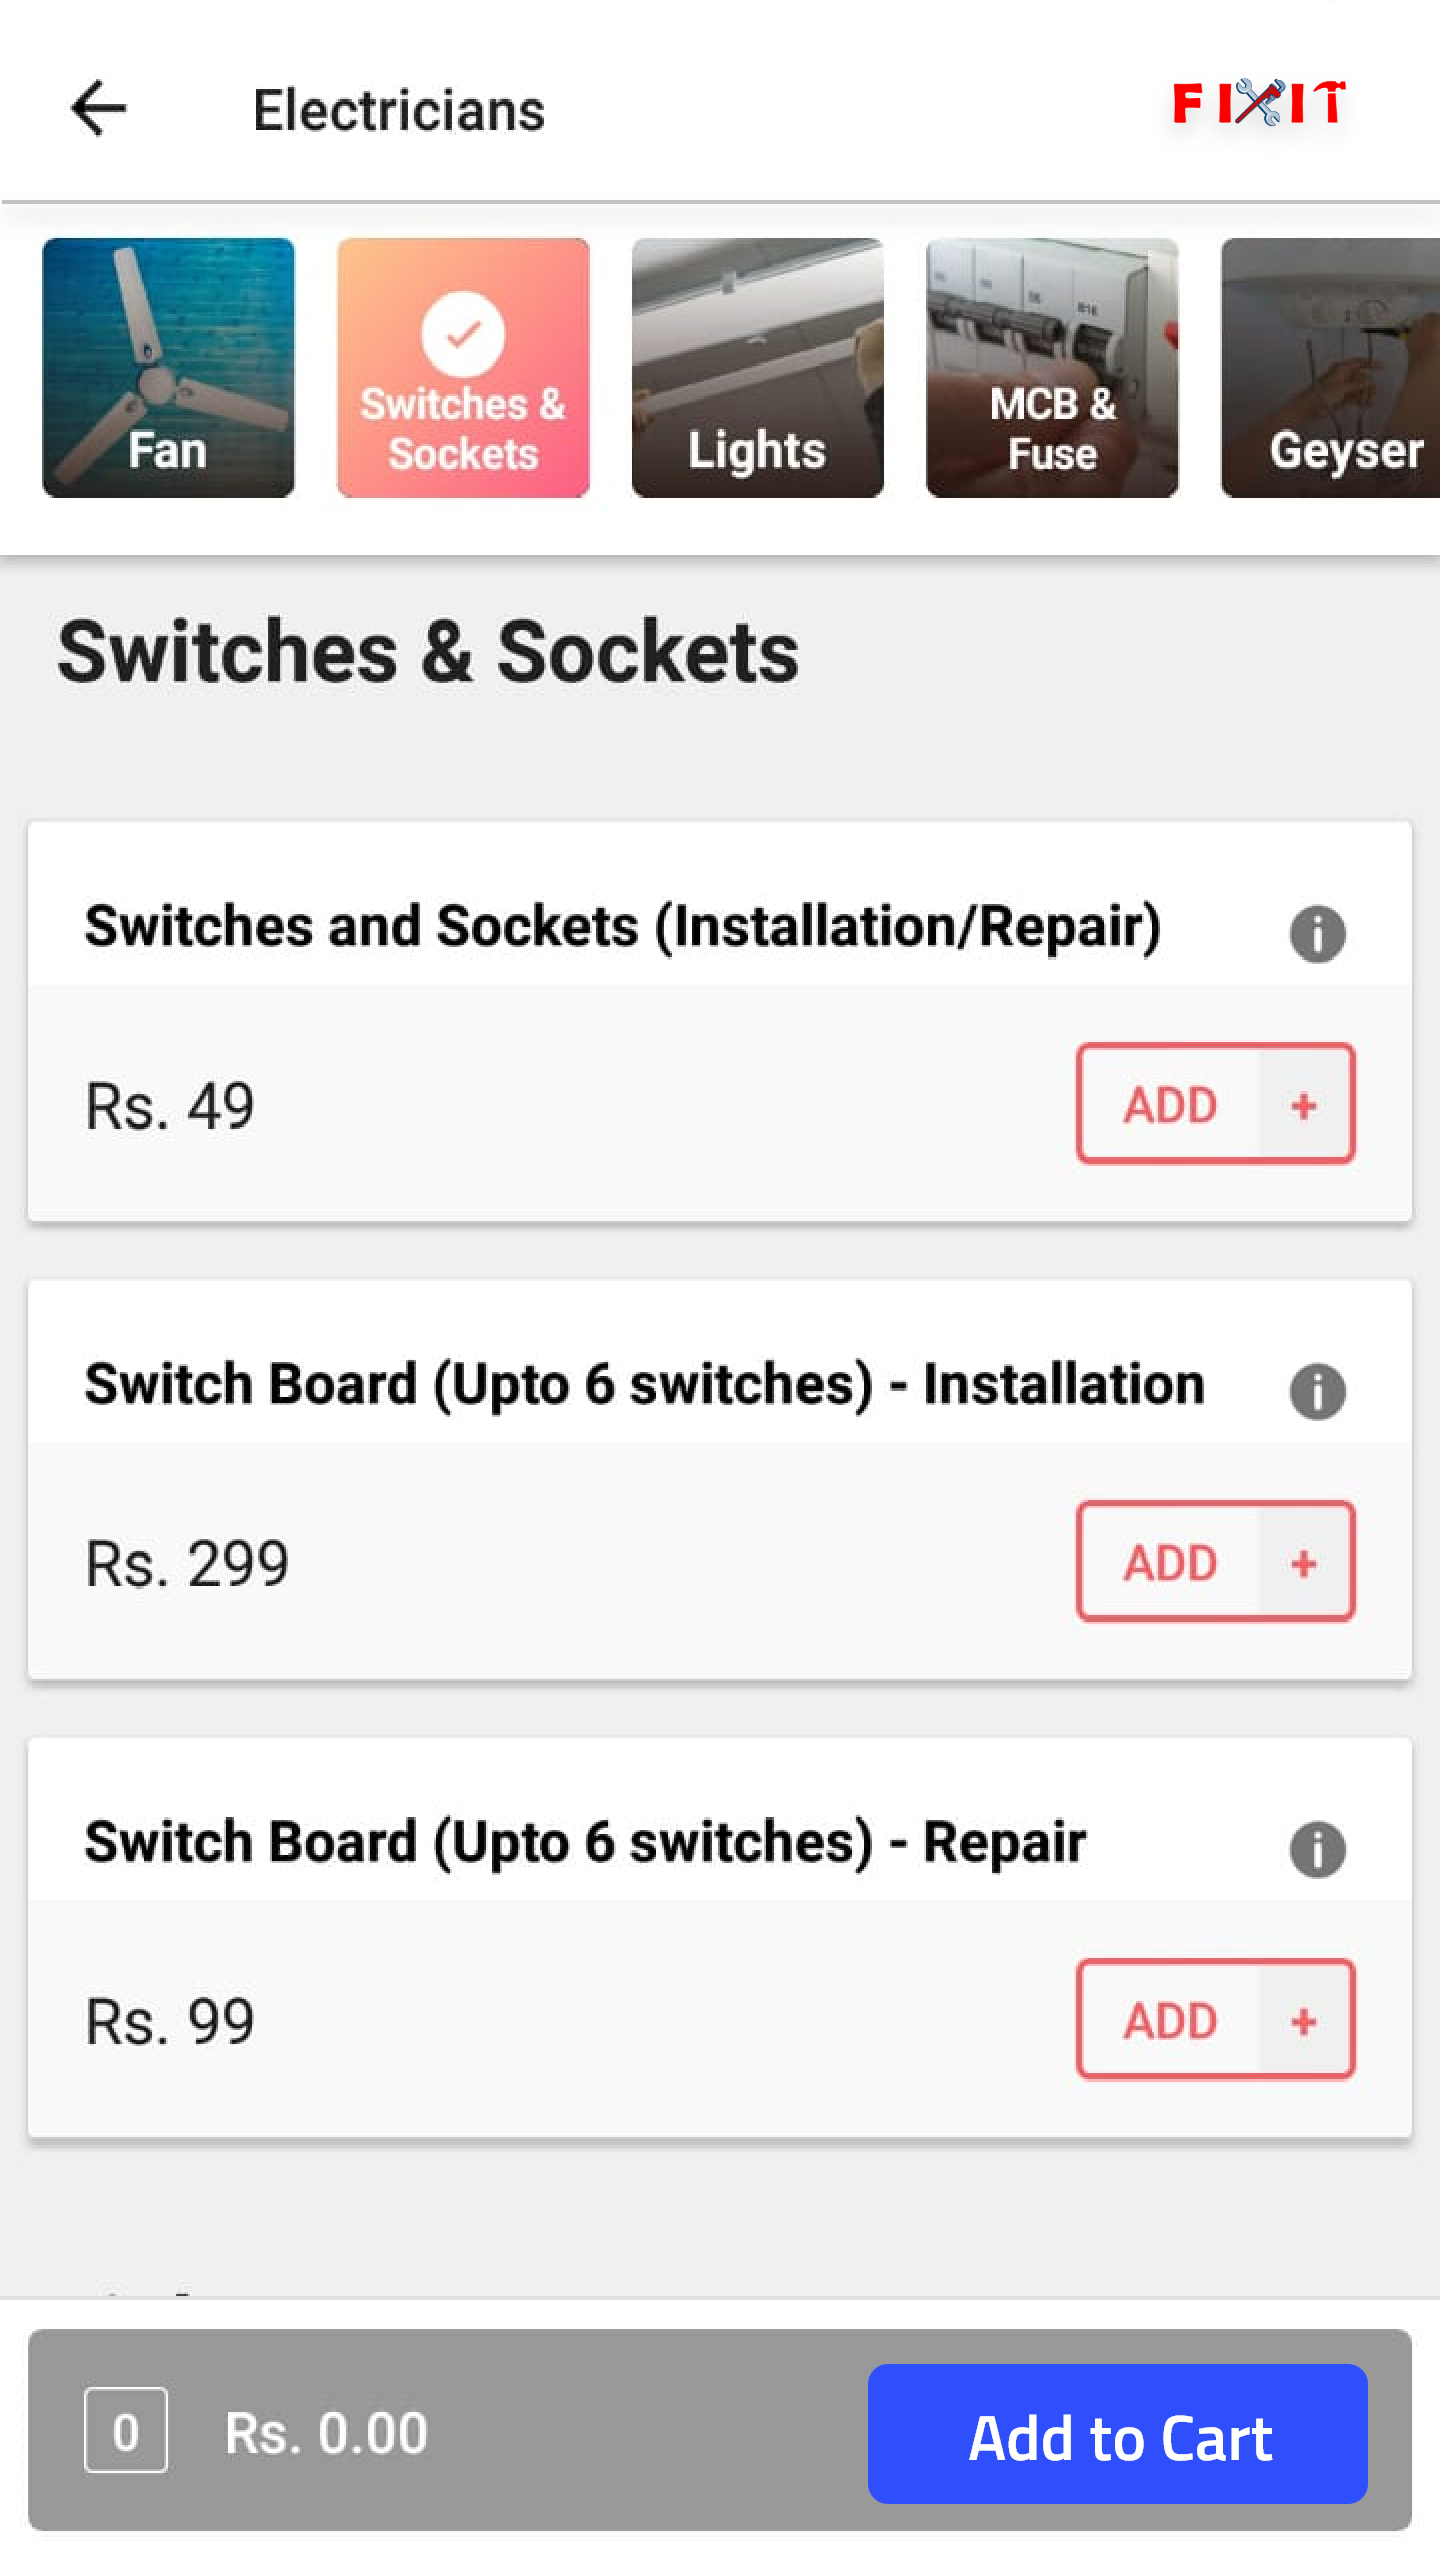 Electricians
FIXIT
Fan
Switches &
Sockets
Lights
MCB &
Fuse
Geyser
Switches & Sockets
Switches and Sockets (Installation/Repair)
Rs. 49
ADD +
Switch Board (Upto 6 switches) - Installation
Rs. 299
ADD +
Switch Board (Upto 6 switches) - Repair
Rs. 99
ADD +
0 Rs. 0.00
Add to Cart